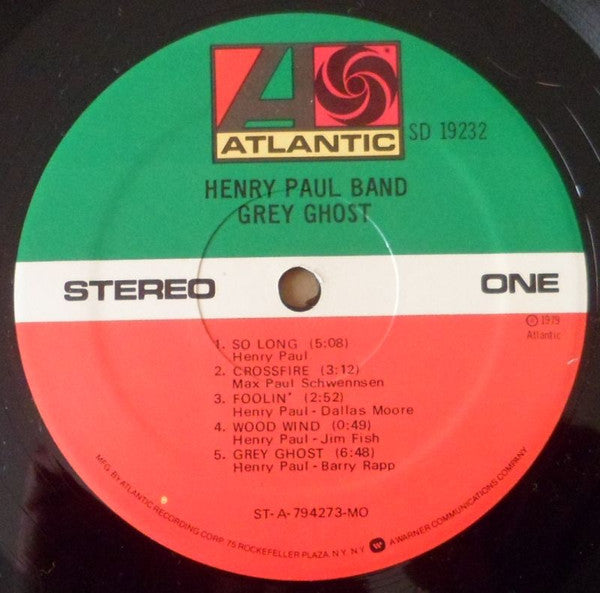 ATLANTIC
SD 19232
HENRY PAUL BAND
GREY GHOST
STEREO
ONE
℗ 1979
Atlantic
1. SO LONG (5:08)
Henry Paul
2. CROSSFIRE (3:12)
Max Paul Schwennsen
3. FOOLIN' (2:52)
Henry Paul - Dallas Moore
4. WOOD WIND (0:49)
Henry Paul - Jim Fish
5. GREY GHOST (6:48)
Henry Paul - Barry Rapp
ST-A-794273-MO
MFG. BY ATLANTIC RECORDING CORP. 75 ROCKEFELLER PLAZA, N.Y. N.Y. A WARNER COMMUNICATIONS COMPANY